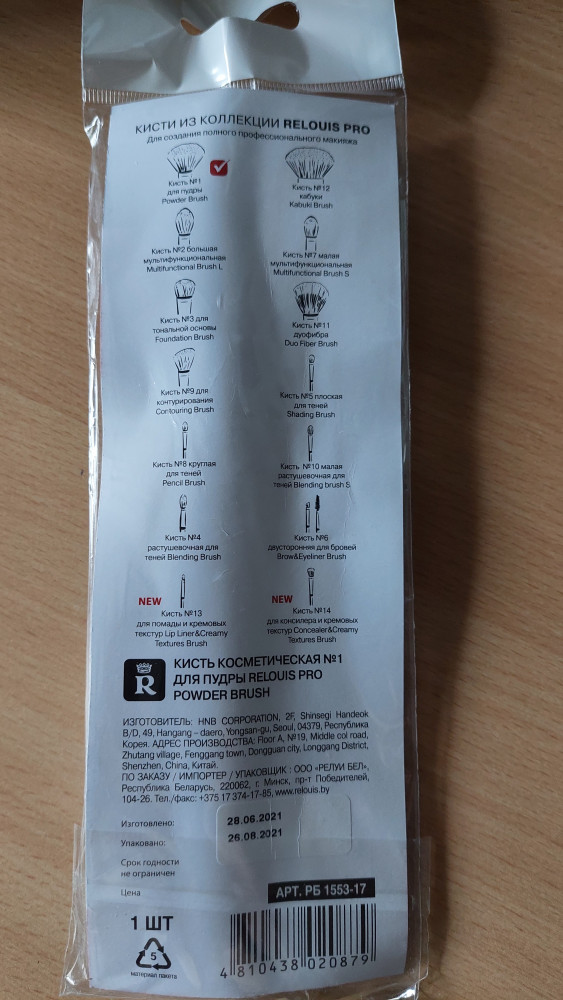 КИСТИ ИЗ КОЛЛЕКЦИИ RELOUIS PRO
Для создания полного профессионального макияжа
Кисть №1
для пудры
Powder Brush
Кисть №12
кабуки
Kabuki Brush
Кисть №2 большая
мультифункциональная
Multifunctional Brush L
Кисть №7 малая
мультифункциональная
Multifunctional Brush S
Кисть №3 для
тональной основы
Foundation Brush
Кисть №11
дуофибра
Duo Fiber Brush
Кисть №9 для
контурирования
Contouring Brush
Кисть №5 плоская
для теней
Shading Brush
Кисть №8 круглая
для теней
Pencil Brush
Кисть №10 малая
растушевочная для
теней Blending brush S
Кисть №4
растушевочная для
теней Blending Brush
Кисть №6
двусторонняя для бровей
Brow&Eyeliner Brush
NEW
Кисть №13
для помады и кремовых
текстур Lip Liner&Creamy
Textures Brush
NEW
Кисть №14
для консилера и кремовых
текстур Concealer&Creamy
Textures Brush
R
КИСТЬ КОСМЕТИЧЕСКАЯ №1
ДЛЯ ПУДРЫ RELOUIS PRO
POWDER BRUSH
ИЗГОТОВИТЕЛЬ: HNB CORPORATION, 2F, Shinsegi Handeok
B/D, 49, Hangang – daero, Yongsan-gu, Seoul, 04379, Республика
Корея. АДРЕС ПРОИЗВОДСТВА: Floor A, №19, Middle col road,
Zhutang village, Fenggang town, Dongguan city, Longgang District,
Shenzhen, China, Китай.
ПО ЗАКАЗУ / ИМПОРТЕР / УПАКОВЩИК : ООО «РЕЛУИ БЕЛ»,
Республика Беларусь, 220062, г. Минск, пр-т Победителей,
104-26. Тел./факс: +375 17 374-17-85, www.relouis.by
Изготовлено:
28.06.2021
Упаковано:
26.08.2021
Срок годности
не ограничен
Цена
АРТ. РБ 1553-17
1 ШТ
5
материал пакета
4 810438 020879